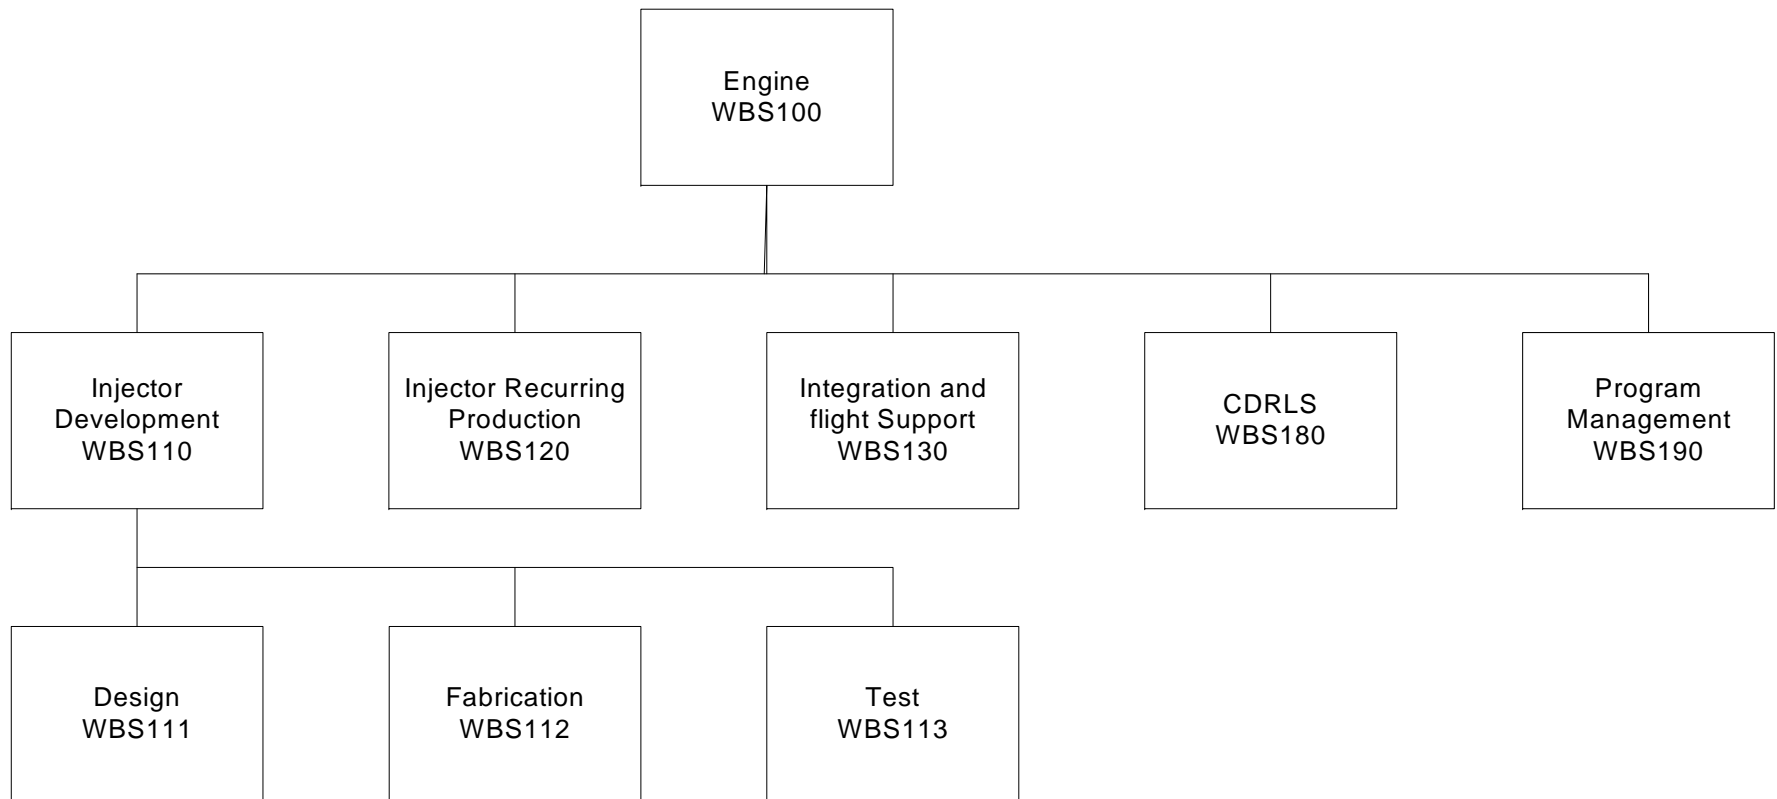 Engine
WBS100
Injector
Development
WBS110
Injector Recurring
Production
WBS120
Integration and
flight Support
WBS130
CDRLS
WBS180
Program
Management
WBS190
Design
WBS111
Fabrication
WBS112
Test
WBS113